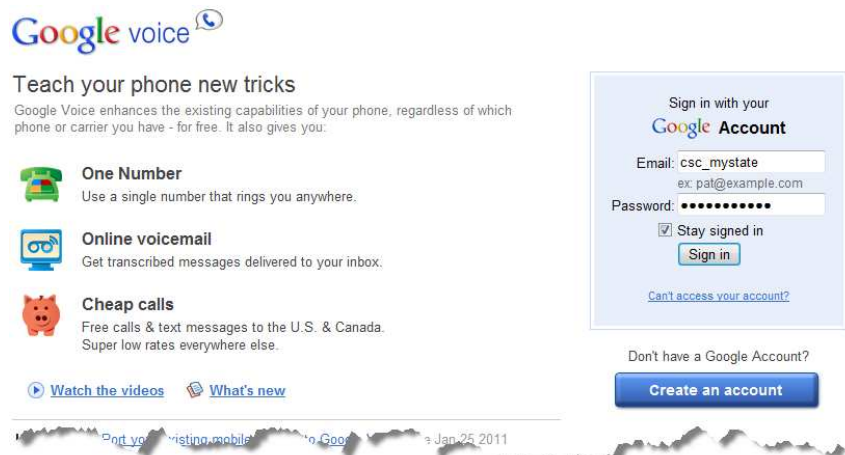 Google voice
Teach your phone new tricks
Google Voice enhances the existing capabilities of your phone, regardless of which
phone or carrier you have - for free. It also gives you:
One Number
Use a single number that rings you anywhere.
Online voicemail
Get transcribed messages delivered to your inbox.
Cheap calls
Free calls & text messages to the U.S. & Canada.
Super low rates everywhere else.
Watch the videos What's new
Port existing mobile Jan 25 2011
Sign in with your
Google Account
Email: csc_mystate
ex: pat@example.com
Password: •••••••••••
Stay signed in
Sign in
Can't access your account?
Don't have a Google Account?
Create an account